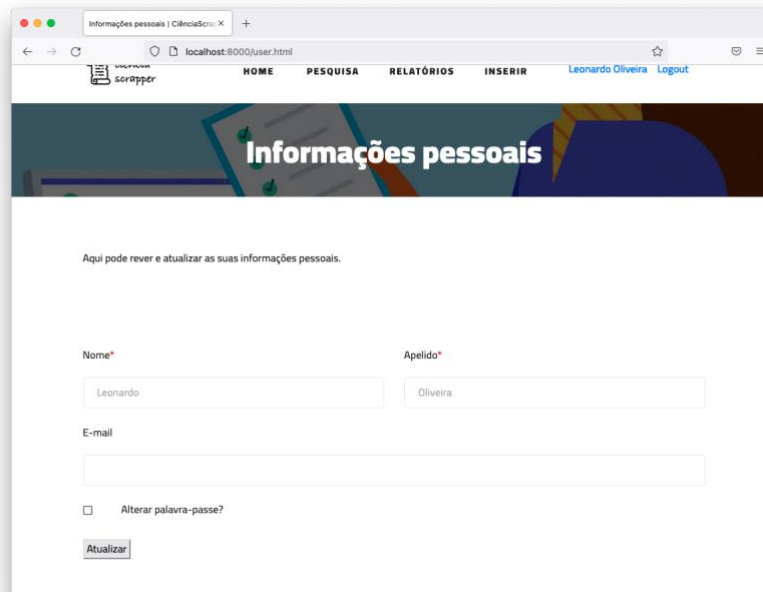 Informações pessoais | CiênciaScra
localhost:8000/user.html
scrapper
HOME PESQUISA RELATÓRIOS INSERIR Leonardo Oliveira Logout
Informações pessoais
Aqui pode rever e atualizar as suas informações pessoais.
Nome* Apelido*
Leonardo Oliveira
E-mail
Alterar palavra-passe?
Atualizar